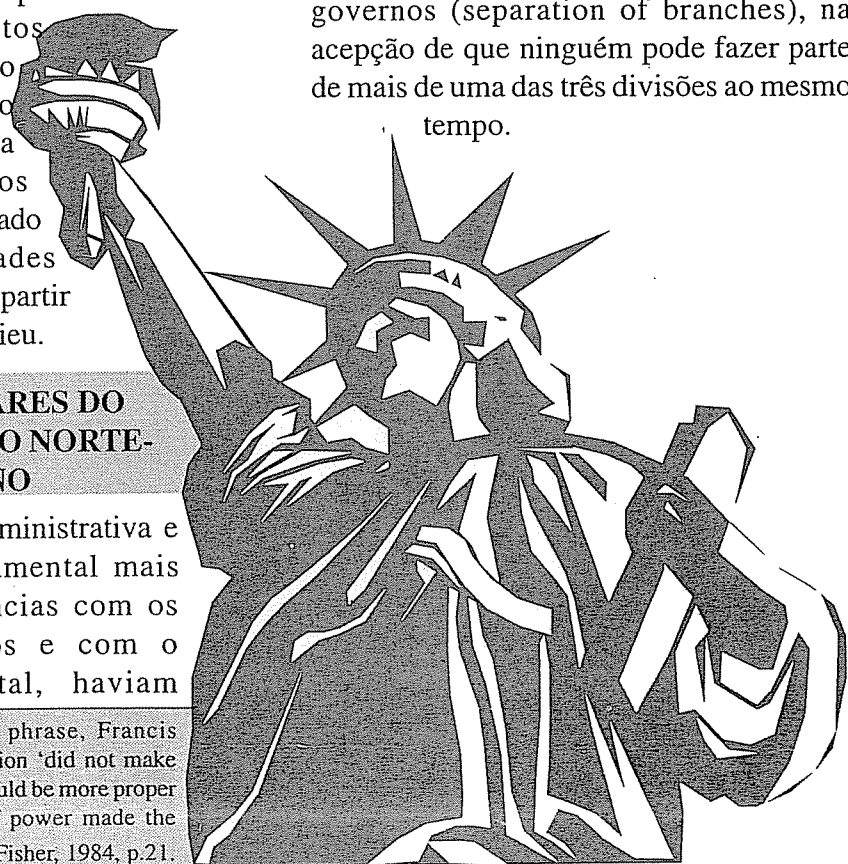 tos
o
o
a
os
ado
ades
partir
ieu.
ARES DO
O NORTE-
NO
ministrativa e
amental mais
ncias com os
s e com o
tal, haviam
phrase, Francis
ion ‘did not make
uld be more proper
power made the
Fisher, 1984, p.21.
governos (separation of branches), na
acepção de que ninguém pode fazer parte
de mais de uma das três divisões ao mesmo
tempo.